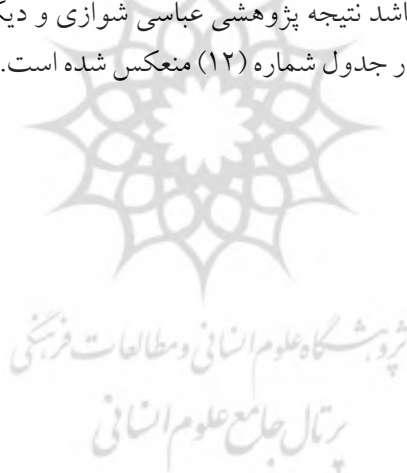 اشد نتیجه پژوهشی عباسی شوازی و دیگ
ر جدول شماره (۱۲) منعکس شده است.
پژوهشگاه علوم انسانی و مطالعات فرهنگی
پرتال جامع علوم انسانی